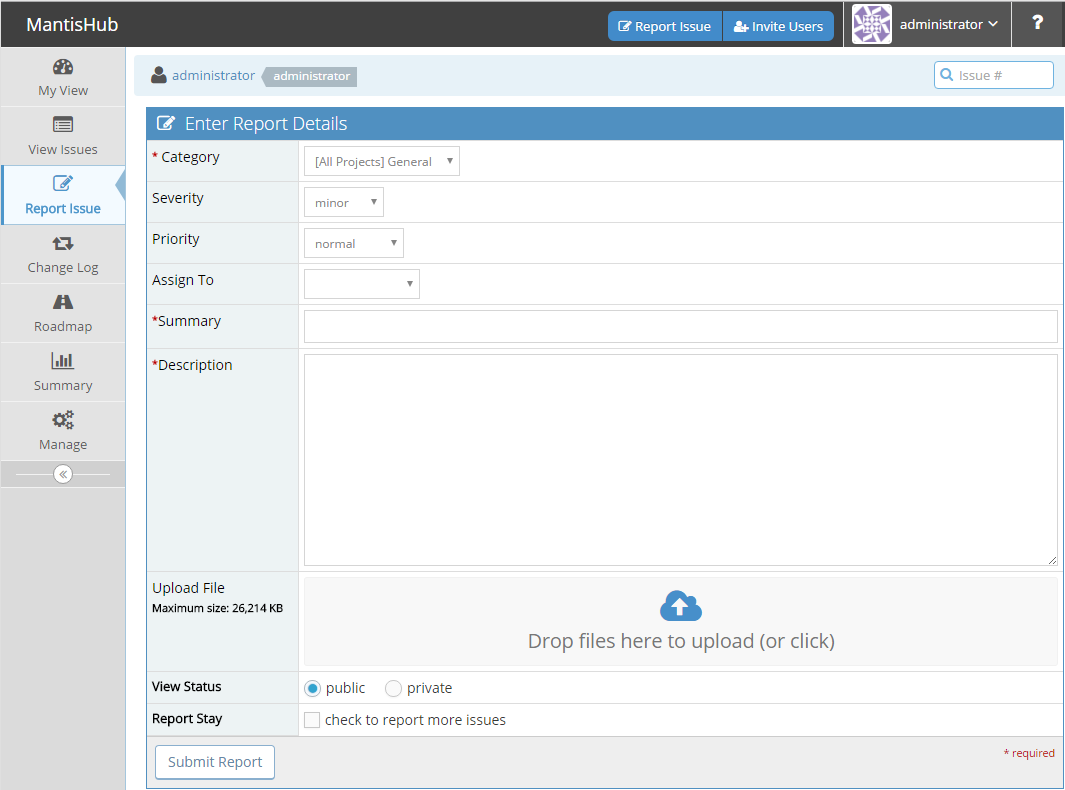 MantisHub
Report Issue
Invite Users
administrator
?
My View
View Issues
Report Issue
Change Log
Roadmap
Summary
Manage
administrator
administrator
Issue #
Enter Report Details
* Category
[All Projects] General
Severity
minor
Priority
normal
Assign To
*Summary
*Description
Upload File
Maximum size: 26,214 KB
Drop files here to upload (or click)
View Status
public
private
Report Stay
check to report more issues
Submit Report
* required